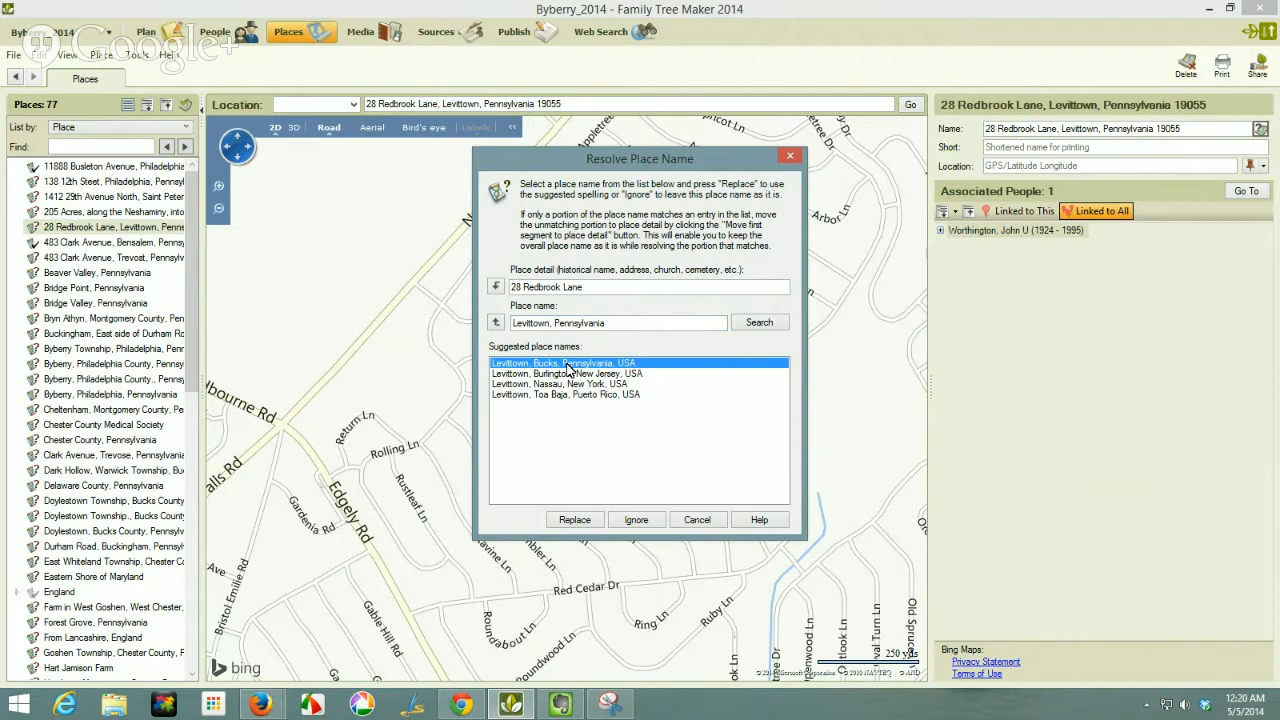 Byberry_2014 - Family Tree Maker 2014
Byberry_2014
Plan
People
Places
Media
Sources
Publish
Web Search
Google+
File
Edit
View
Place
Tools
Help
Places
Delete
Print
Share
Places: 77
List by:
Place
Find:
11888 Busleton Avenue, Philadelphia
138 12th Steet, Philadelphia, Pennsy
1412 29th Avenue North, Saint Peter
205 Acres, along the Neshaminy, into
28 Redbrook Lane, Levittown, Penns
483 Clark Avenue, Bensalem, Pennsy
483 Clark Avenue, Trevost, Pennsylv
Beaver Valley, Pennsylvania
Bridge Point, Pennsylvania
Bridge Valley, Pennsylvania
Bryn Athyn, Montgomery County, Pen
Buckingham, East side of Durham Ro
Byberry Township, Philadelphia Coun
Byberry, Philadelphia County, Pennsy
Byberry, Philadelphia County., Penns
Byberry, Philadelphia, Pennsylvania
Cheltenham, Montgomery County, Pen
Chester County Medical Society
Chester County, Pennsylvania
Clark Avenue, Trevose, Pennsylvania
Dark Hollow, Warwick Township, Buc
Delaware County, Pennsylvania
Doylestown Township, Bucks County
Doylestown, Bucks County, Pennsylv
Durham Road, Buckingham, Pennsylv
East Whiteland Township, Chester C
Eastern Shore of Maryland
England
Farm in West Goshen, West Chester,
Forest Grove, Pennsylvania
From Lancashire, England
Goshen Township, Chester County, P
Hart Jamison Farm
Location:
28 Redbrook Lane, Levittown, Pennsylvania 19055
Go
2D
3D
Road
Aerial
Bird's eye
Labels
«
Return Ln
Rolling Ln
Rustleaf Ln
Gardenia Rd
Edgely Rd
Bristol Emilie Rd
Gable Hill Rd
Roundabout Ln
Red Cedar Dr
Ring Ln
Ruby Ln
Arbor Ln
250 yds
bing
Resolve Place Name
Select a place name from the list below and press "Replace" to use
the suggested spelling or "Ignore" to leave this place name as it is.
If only a portion of the place name matches an entry in the list, move
the unmatching portion to place detail by clicking the "Move first
segment to place detail" button. This will enable you to keep the
overall place name as it is while resolving the portion that matches.
Place detail (historical name, address, church, cemetery, etc.):
28 Redbrook Lane
Place name:
Levittown, Pennsylvania
Search
Suggested place names:
Levittown, Bucks, Pennsylvania, USA
Levittown, Burlington, New Jersey, USA
Levittown, Nassau, New York, USA
Levittown, Toa Baja, Puerto Rico, USA
Replace
Ignore
Cancel
Help
28 Redbrook Lane, Levittown, Pennsylvania 19055
Name:
28 Redbrook Lane, Levittown, Pennsylvania 19055
Short:
Shortened name for printing
Location:
GPS/Latitude Longitude
Associated People: 1
Go To
Linked to This
Linked to All
Worthington, John U (1924 - 1995)
Bing Maps:
Privacy Statement
Terms of Use
12:20 AM
5/5/2014